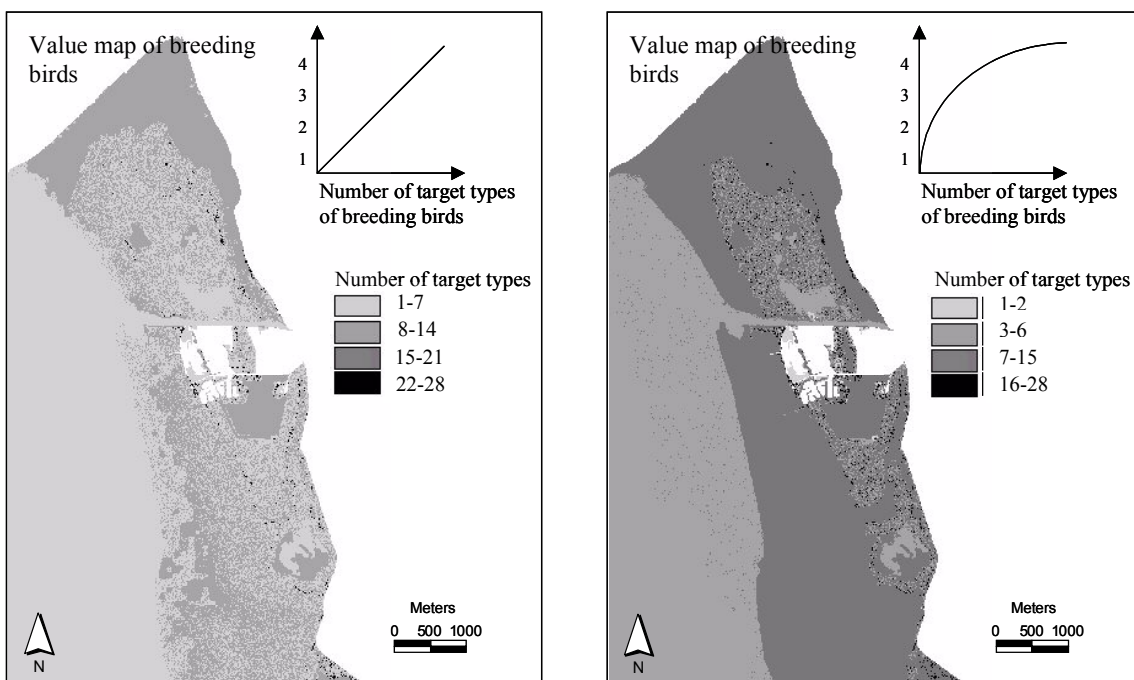 Value map of breeding
birds
4
3
2
1
Number of target types
of breeding birds
Number of target types
1-7
8-14
15-21
22-28
Meters
0 500 1000
N
Value map of breeding
birds
4
3
2
1
Number of target types
of breeding birds
Number of target types
1-2
3-6
7-15
16-28
Meters
0 500 1000
N